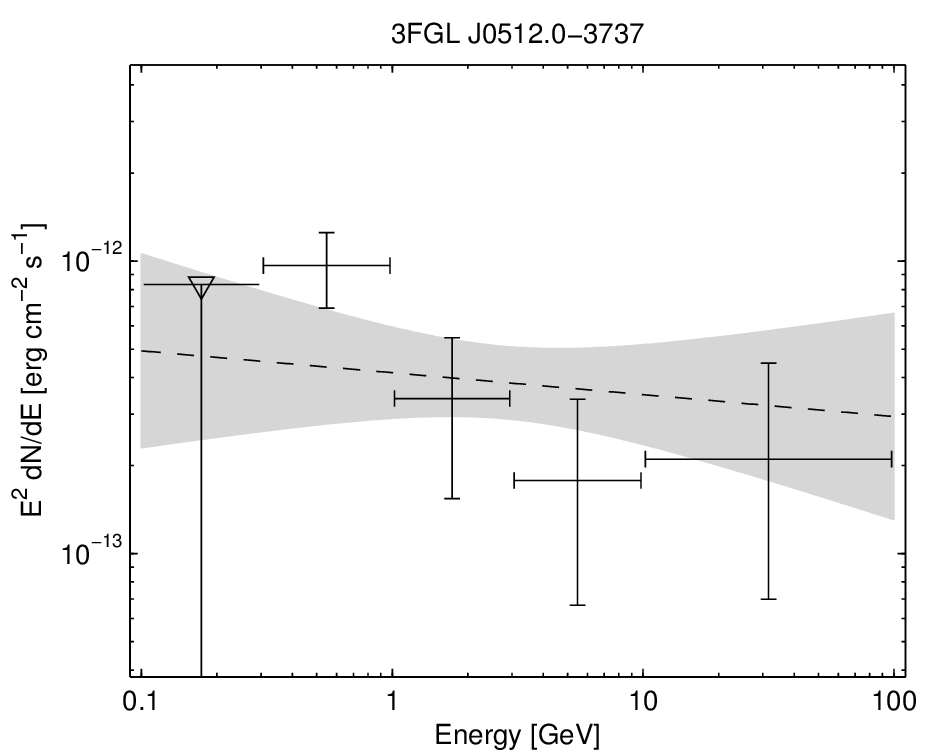 3FGL J0512.0−3737
E² dN/dE [erg cm⁻² s⁻¹]
10⁻¹²
10⁻¹³
0.1 1 10 100
Energy [GeV]